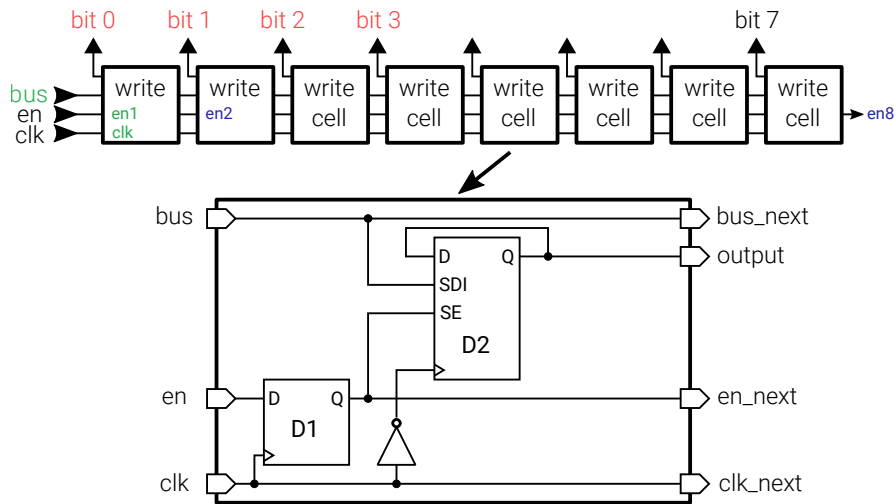 bit 0 bit 1 bit 2 bit 3 bit 7
bus en clk
write en1 clk
write en2
write cell
write cell
write cell
write cell
write cell
write cell
en8
bus bus_next
D Q output
SDI
SE
D2
en D Q en_next
D1
clk clk_next